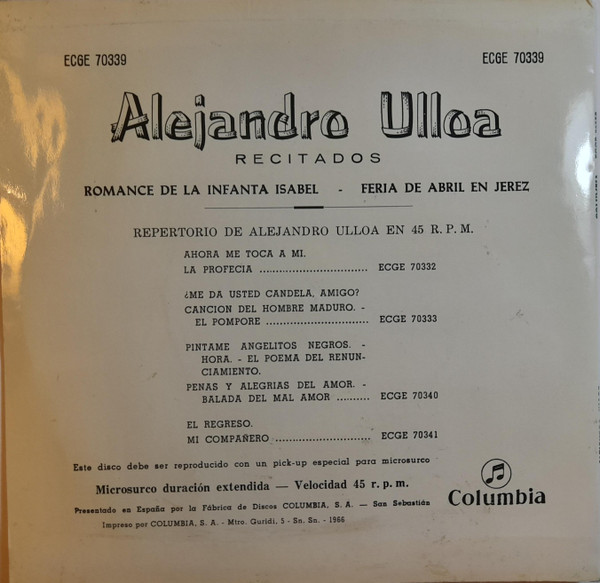 ECGE 70339 ECGE 70339
Alejandro Ulloa
RECITADOS
ROMANCE DE LA INFANTA ISABEL - FERIA DE ABRIL EN JEREZ
REPERTORIO DE ALEJANDRO ULLOA EN 45 R. P. M.
AHORA ME TOCA A MI.
LA PROFECIA ................................ ECGE 70332
¿ME DA USTED CANDELA, AMIGO?
CANCION DEL HOMBRE MADURO. -
EL POMPORE .............................. ECGE 70333
PINTAME ANGELITOS NEGROS. -
HORA. - EL POEMA DEL RENUN-
CIAMIENTO.
PENAS Y ALEGRIAS DEL AMOR. -
BALADA DEL MAL AMOR .......... ECGE 70340
EL REGRESO.
MI COMPAÑERO ............................ ECGE 70341
Este disco debe ser reproducido con un pick-up especial para microsurco
Microsurco duración extendida — Velocidad 45 r. p. m.
Presentado en España por la Fábrica de Discos COLUMBIA, S. A. — San Sebastián
Impreso por COLUMBIA, S. A. - Mtro. Guridi, 5 - Sn. Sn. - 1966
Columbia